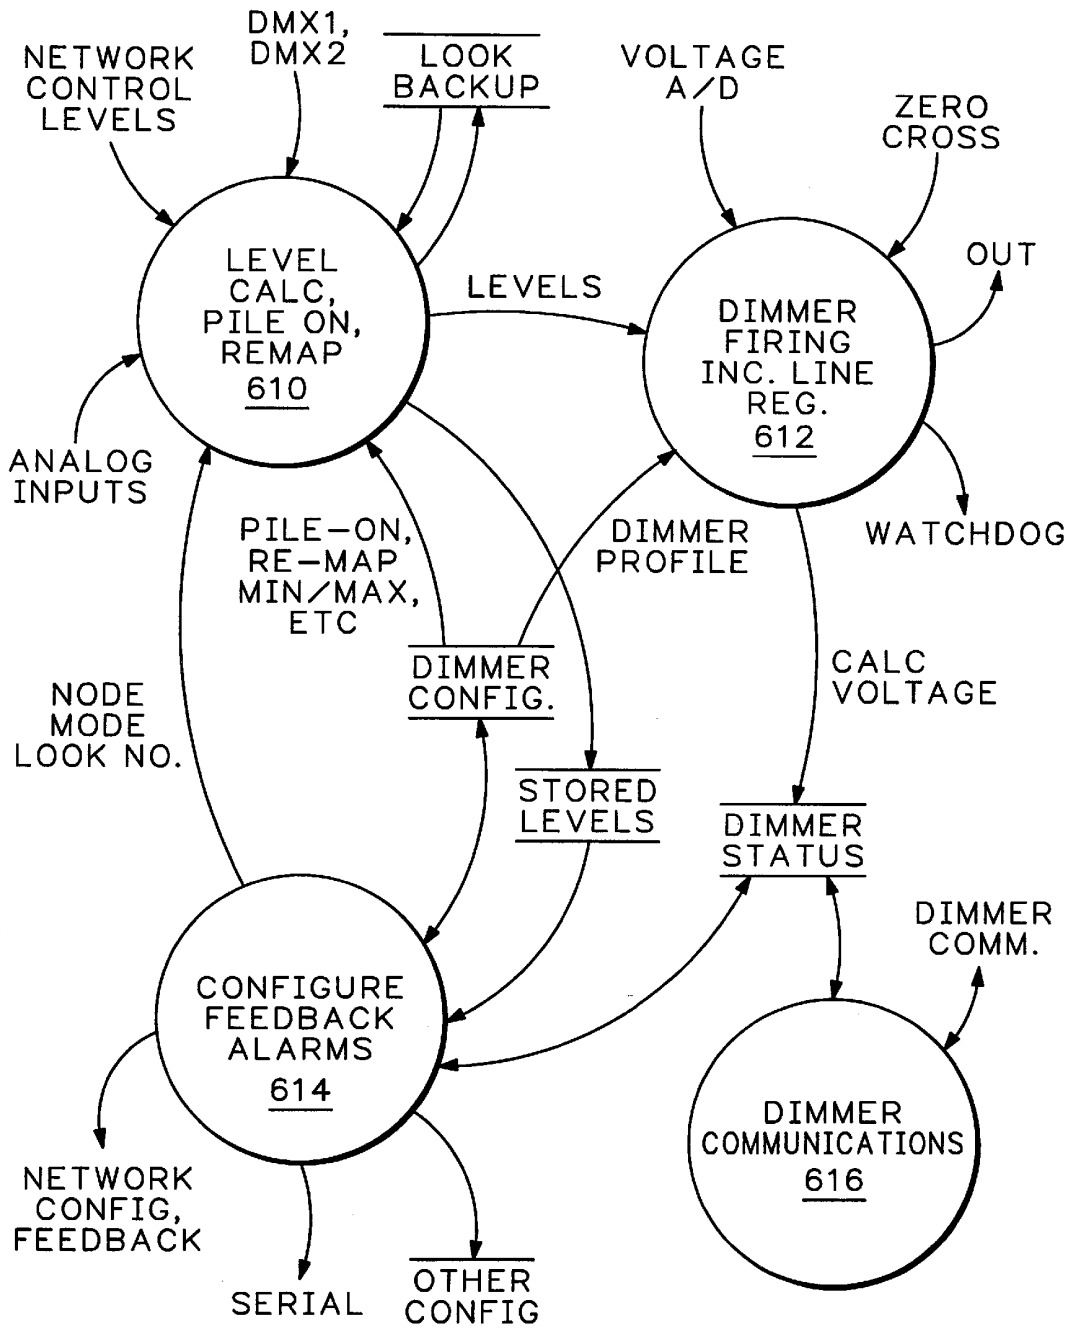 NETWORK
CONTROL
LEVELS
DMX1,
DMX2
LOOK
BACKUP
VOLTAGE
A/D
ZERO
CROSS
LEVEL
CALC,
PILE ON,
REMAP
610
LEVELS
DIMMER
FIRING
INC. LINE
REG.
612
OUT
ANALOG
INPUTS
PILE-ON,
RE-MAP
MIN/MAX,
ETC
DIMMER
PROFILE
WATCHDOG
DIMMER
CONFIG.
CALC
VOLTAGE
NODE
MODE
LOOK NO.
STORED
LEVELS
DIMMER
STATUS
DIMMER
COMM.
CONFIGURE
FEEDBACK
ALARMS
614
DIMMER
COMMUNICATIONS
616
NETWORK
CONFIG,
FEEDBACK
SERIAL
OTHER
CONFIG